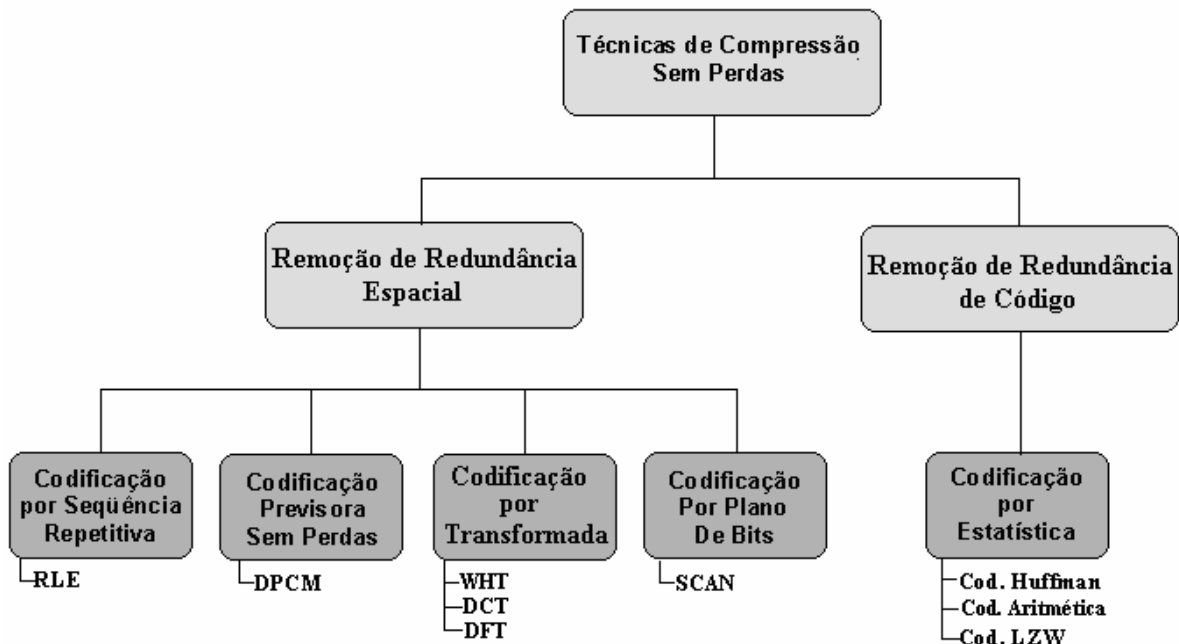 Técnicas de Compressão
Sem Perdas
Remoção de Redundância
Espacial
Remoção de Redundância
de Código
Codificação
por Seqüência
Repetitiva
Codificação
Previsora
Sem Perdas
Codificação
por
Transformada
Codificação
Por Plano
De Bits
Codificação
por
Estatística
RLE
DPCM
WHT
DCT
DFT
SCAN
Cod. Huffman
Cod. Aritmética
Cod. LZW